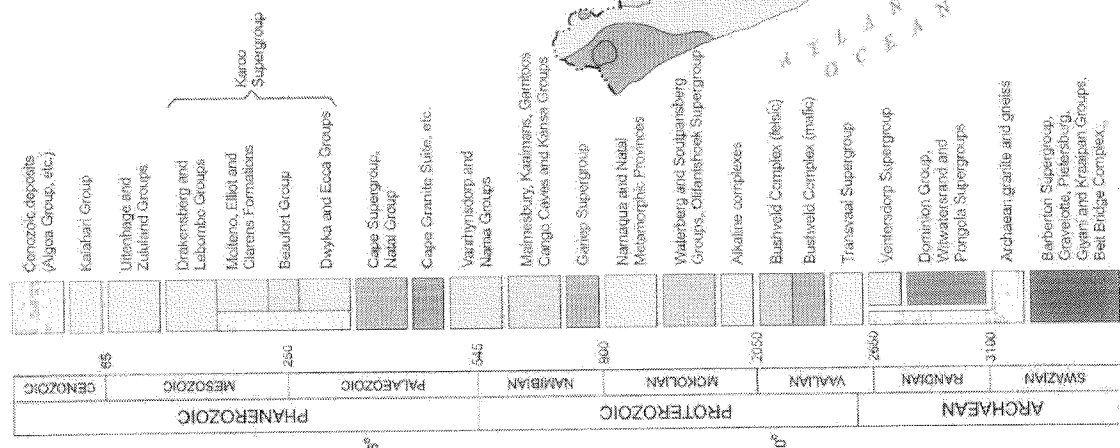 Cenozoic deposits
(Algoa Group, etc.)
Kalahari Group
Uitenhage and
Zululand Groups
Drakensberg and
Lebombo Groups
Molteno, Elliot and
Clarens Formations
Beaufort Group
Dwyka and Ecca Groups
Karoo
Supergroup
Cape Supergroup,
Natal Group
Cape Granite Suite, etc.
Vanrhynsdorp and
Nama Groups
Malmesbury, Kaaimans, Gamtoos
Cango Caves and Kansa Groups
Gariep Supergroup
Namaqua and Natal
Metamorphic Provinces
Waterberg and Soutpansberg
Groups, Olifantshoek Supergroup
Alkaline complexes
Bushveld Complex (felsic)
Bushveld Complex (mafic)
Transvaal Supergroup
Ventersdorp Supergroup
Dominion Group,
Witwatersrand and
Pongola Supergroups
Archaean granite and gneiss
Barberton Supergroup,
Gravelotte, Pietersburg,
Giyani and Kraaipan Groups,
Beit Bridge Complex
65
250
545
900
2050
2650
3100
CENOZOIC
MESOZOIC
PALAEOZOIC
NAMIBIAN
MOKOLIAN
VAALIAN
RANDIAN
SWAZIAN
PHANEROZOIC
PROTEROZOIC
ARCHAEAN